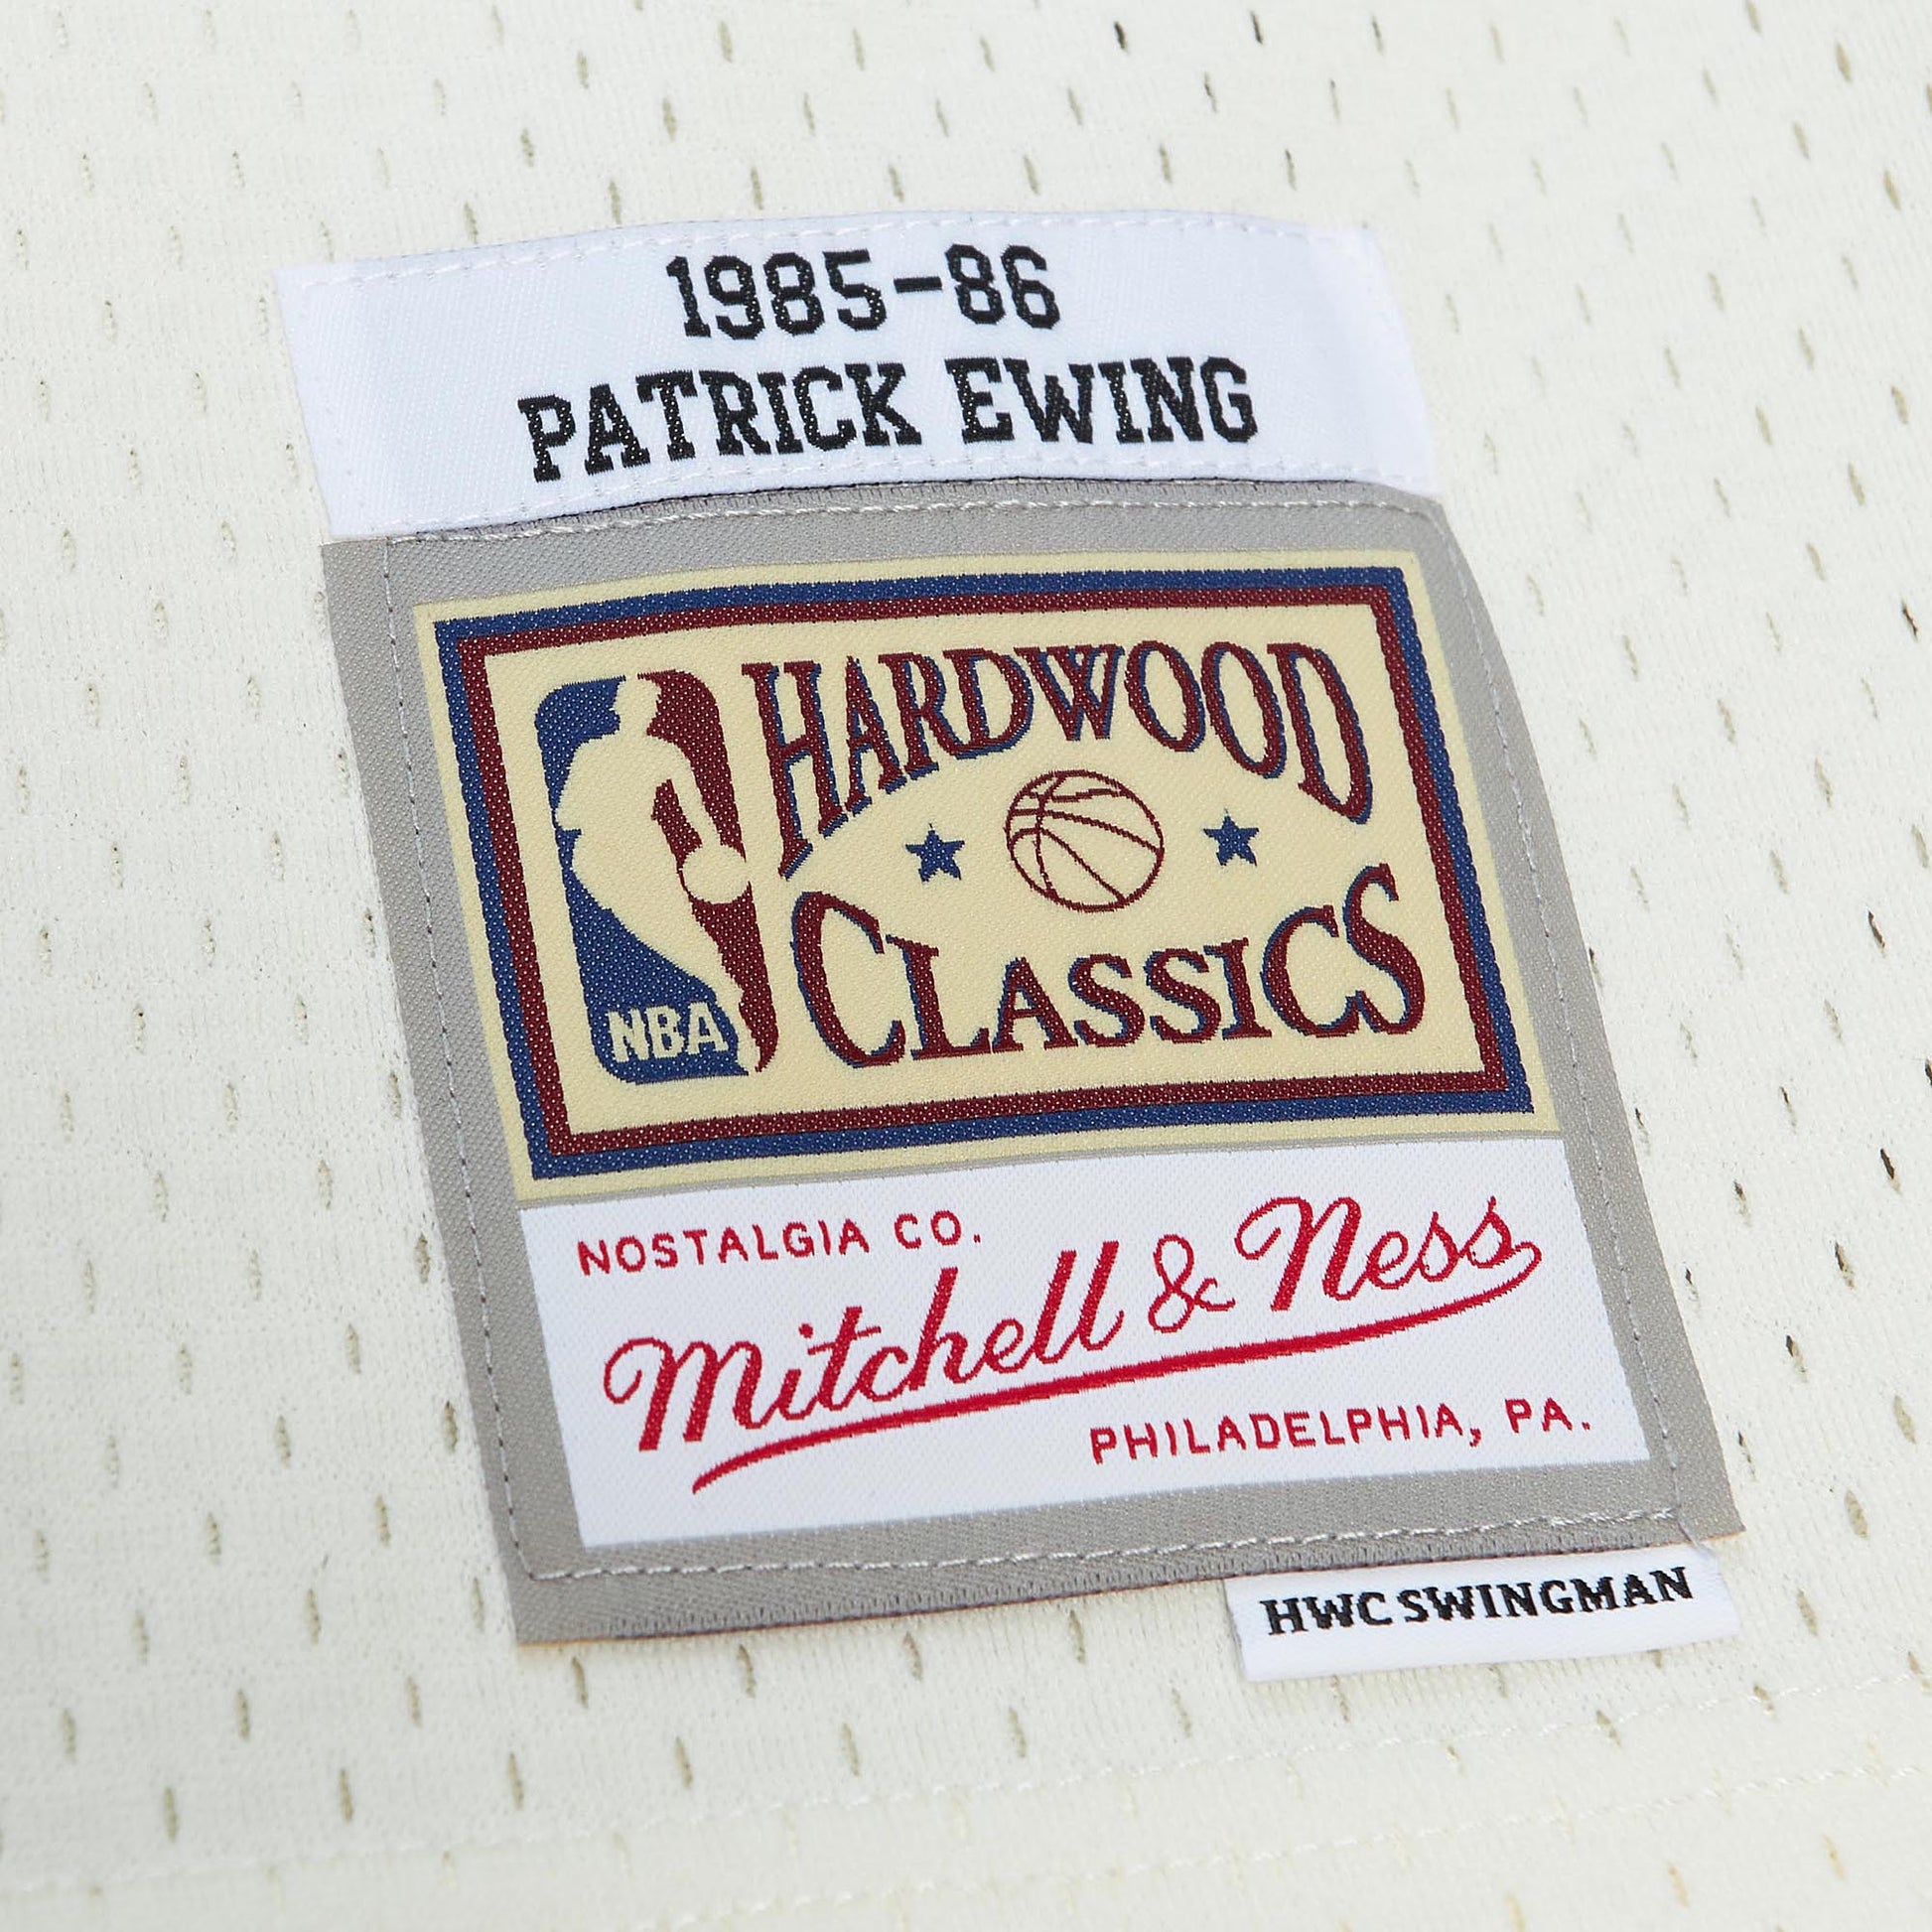 1985-86
PATRICK EWING
HARDWOOD
CLASSICS
NBA
NOSTALGIA CO.
Mitchell & Ness
PHILADELPHIA, PA.
HWC SWINGMAN